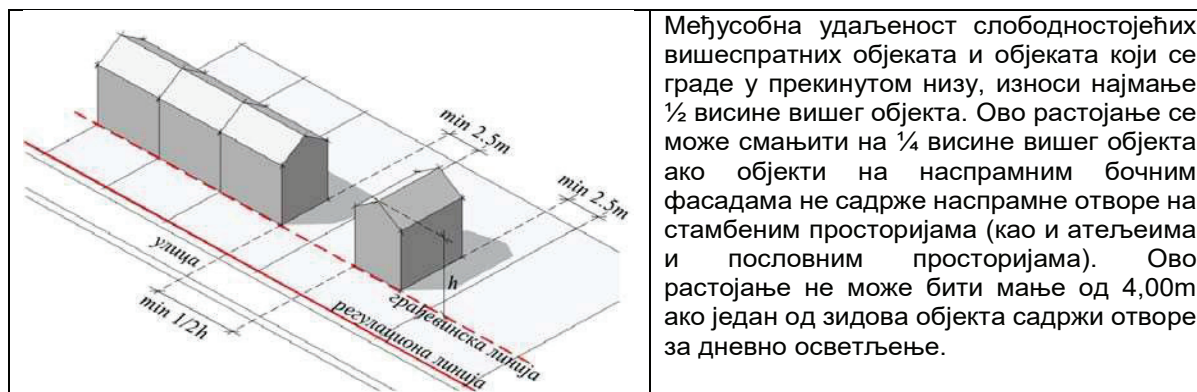 min 2.5m
min 2.5m
улица
h
min 1/2h
грађевинска линија
регулациона линија
Међусобна удаљеност слободностојећих
вишеспратних објеката и објеката који се
граде у прекинутом низу, износи најмање
½ висине вишег објекта. Ово растојање се
може смањити на ¼ висине вишег објекта
ако објекти на наспрамним бочним
фасадама не садрже наспрамне отворе на
стамбеним просторијама (као и атељеима
и пословним просторијама). Ово
растојање не може бити мање од 4,00m
ако један од зидова објекта садржи отворе
за дневно осветљење.